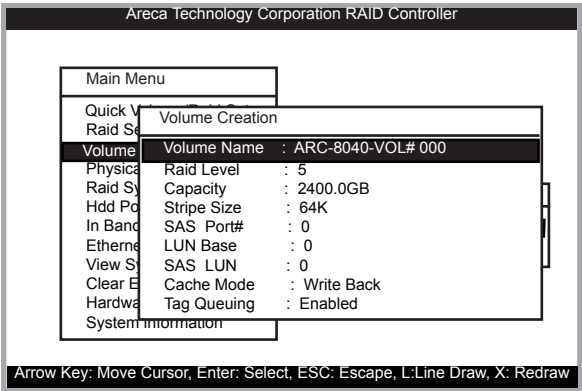 Areca Technology Corporation RAID Controller
Main Menu
Quick
Raid
Volume
Physica
Raid Sy
Hdd Po
In Band
Etherne
View Sy
Clear E
Hardwa
System Information
Volume Creation
Volume Name : ARC-8040-VOL# 000
Raid Level : 5
Capacity : 2400.0GB
Stripe Size : 64K
SAS Port# : 0
LUN Base : 0
SAS LUN : 0
Cache Mode : Write Back
Tag Queuing : Enabled
Arrow Key: Move Cursor, Enter: Select, ESC: Escape, L:Line Draw, X: Redraw